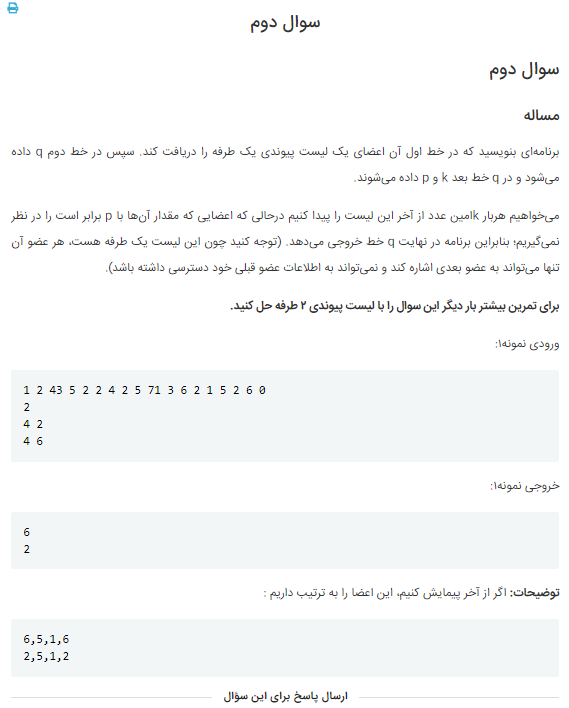 سوال دوم
سوال دوم
مساله
برنامه‌ای بنویسید که در خط اول آن اعضای یک لیست پیوندی یک طرفه را دریافت کند. سپس در خط دوم q داده
می‌شود و در q خط بعد k و p داده می‌شوند.
می‌خواهیم هربار kامین عدد از آخر این لیست را پیدا کنیم درحالی که اعضایی که مقدار آن‌ها با p برابر است را در نظر
نمی‌گیریم؛ بنابراین برنامه در نهایت q خط خروجی می‌دهد. (توجه کنید چون این لیست یک طرفه هست، هر عضو آن
تنها می‌تواند به عضو بعدی اشاره کند و نمی‌تواند به اطلاعات عضو قبلی خود دسترسی داشته باشد).
برای تمرین بیشتر بار دیگر این سوال را با لیست پیوندی ۲ طرفه حل کنید.
ورودی نمونه۱:
1 2 43 5 2 2 4 2 5 71 3 6 2 1 5 2 6 0
2
4 2
4 6
خروجی نمونه۱:
6
2
توضیحات: اگر از آخر پیمایش کنیم، این اعضا را به ترتیب داریم :
6,5,1,6
2,5,1,2
ارسال پاسخ برای این سؤال